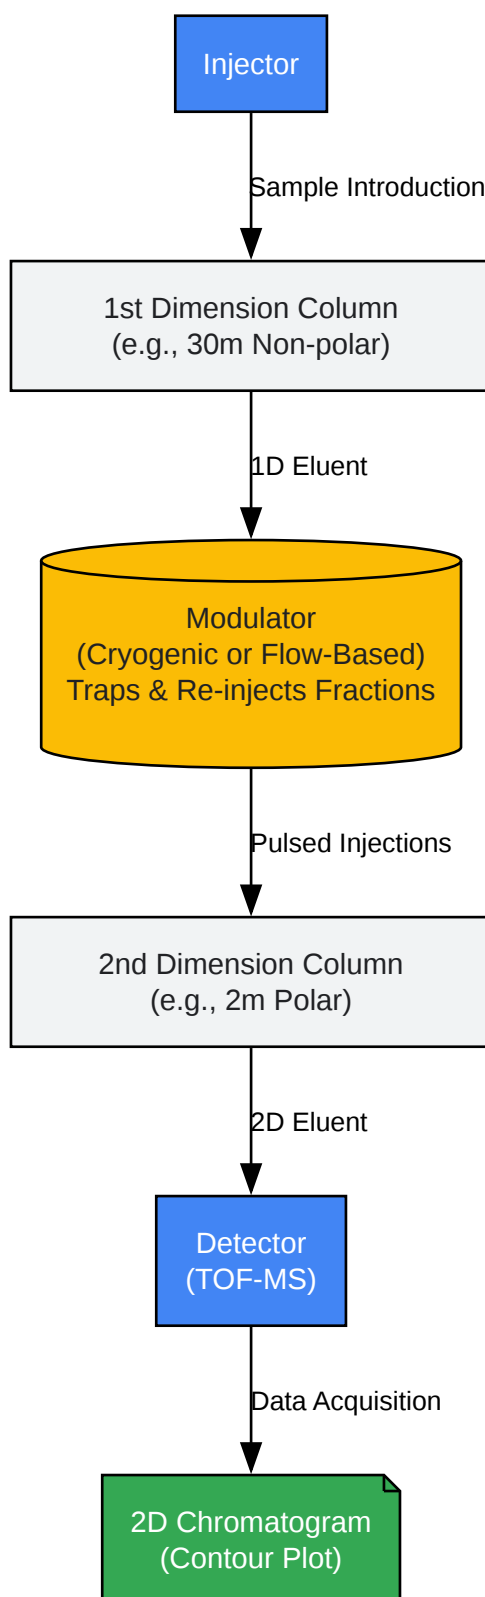 Injector
Sample Introduction
1st Dimension Column
(e.g., 30m Non-polar)
1D Eluent
Modulator
(Cryogenic or Flow-Based)
Traps & Re-injects Fractions
Pulsed Injections
2nd Dimension Column
(e.g., 2m Polar)
2D Eluent
Detector
(TOF-MS)
Data Acquisition
2D Chromatogram
(Contour Plot)